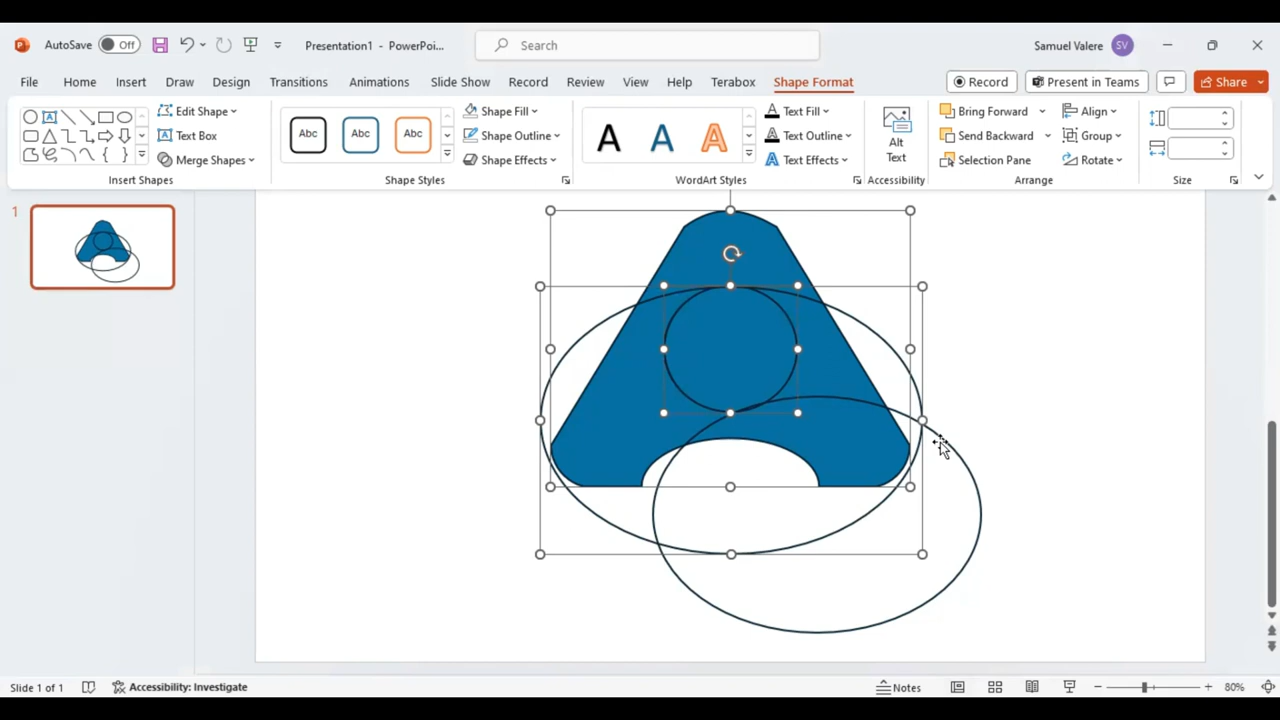 AutoSave Off Presentation1 - PowerPoi... Search Samuel Valere SV
File Home Insert Draw Design Transitions Animations Slide Show Record Review View Help Terabox Shape Format Record Present in Teams Share
Edit Shape Abc Abc Abc Shape Fill A A A Text Fill Bring Forward Align
Text Box Shape Outline Text Outline Alt Text Send Backward Group
Merge Shapes Shape Effects Text Effects Selection Pane Rotate
Insert Shapes Shape Styles WordArt Styles Accessibility Arrange Size
1
Slide 1 of 1 Accessibility: Investigate Notes 80%